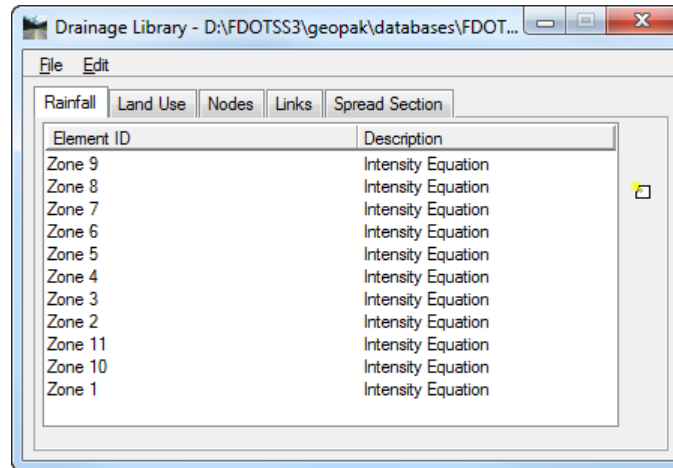 Drainage Library - D:\FDOTSS3\geopak\databases\FDOT...
File Edit
Rainfall Land Use Nodes Links Spread Section
Element ID Description
Zone 9 Intensity Equation
Zone 8 Intensity Equation
Zone 7 Intensity Equation
Zone 6 Intensity Equation
Zone 5 Intensity Equation
Zone 4 Intensity Equation
Zone 3 Intensity Equation
Zone 2 Intensity Equation
Zone 11 Intensity Equation
Zone 10 Intensity Equation
Zone 1 Intensity Equation